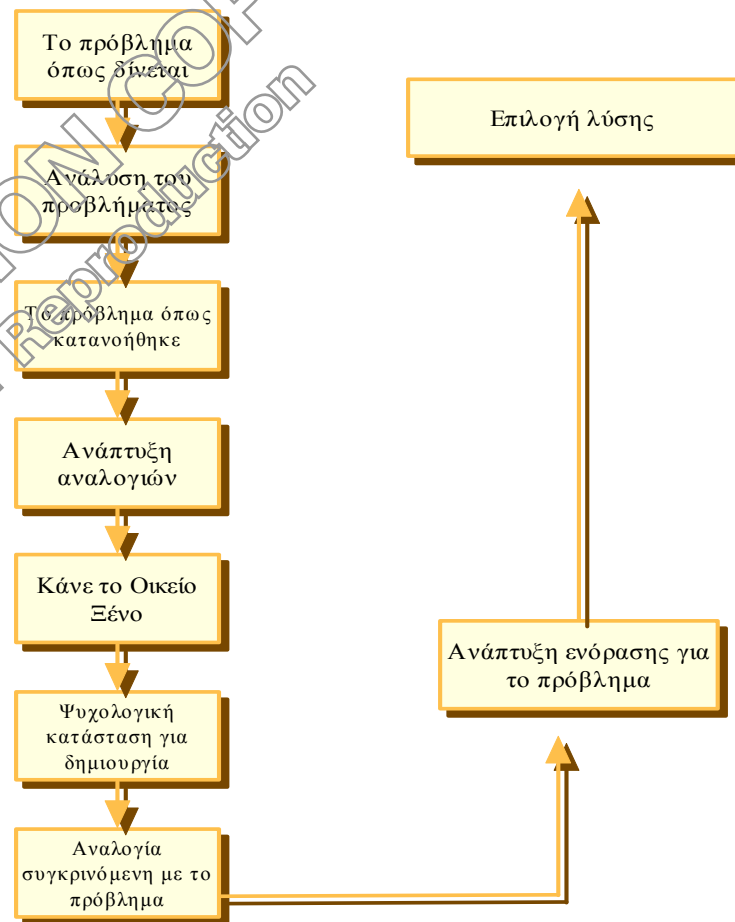 Το πρόβλημα
όπως δίνεται
Ανάλυση του
προβλήματος
Το πρόβλημα όπως
κατανοήθηκε
Ανάπτυξη
αναλογιών
Κάνε το Οικείο
Ξένο
Ψυχολογική
κατάσταση για
δημιουργία
Αναλογία
συγκρινόμενη με το
πρόβλημα
Ανάπτυξη ενόρασης για
το πρόβλημα
Επιλογή λύσης
Reproduction